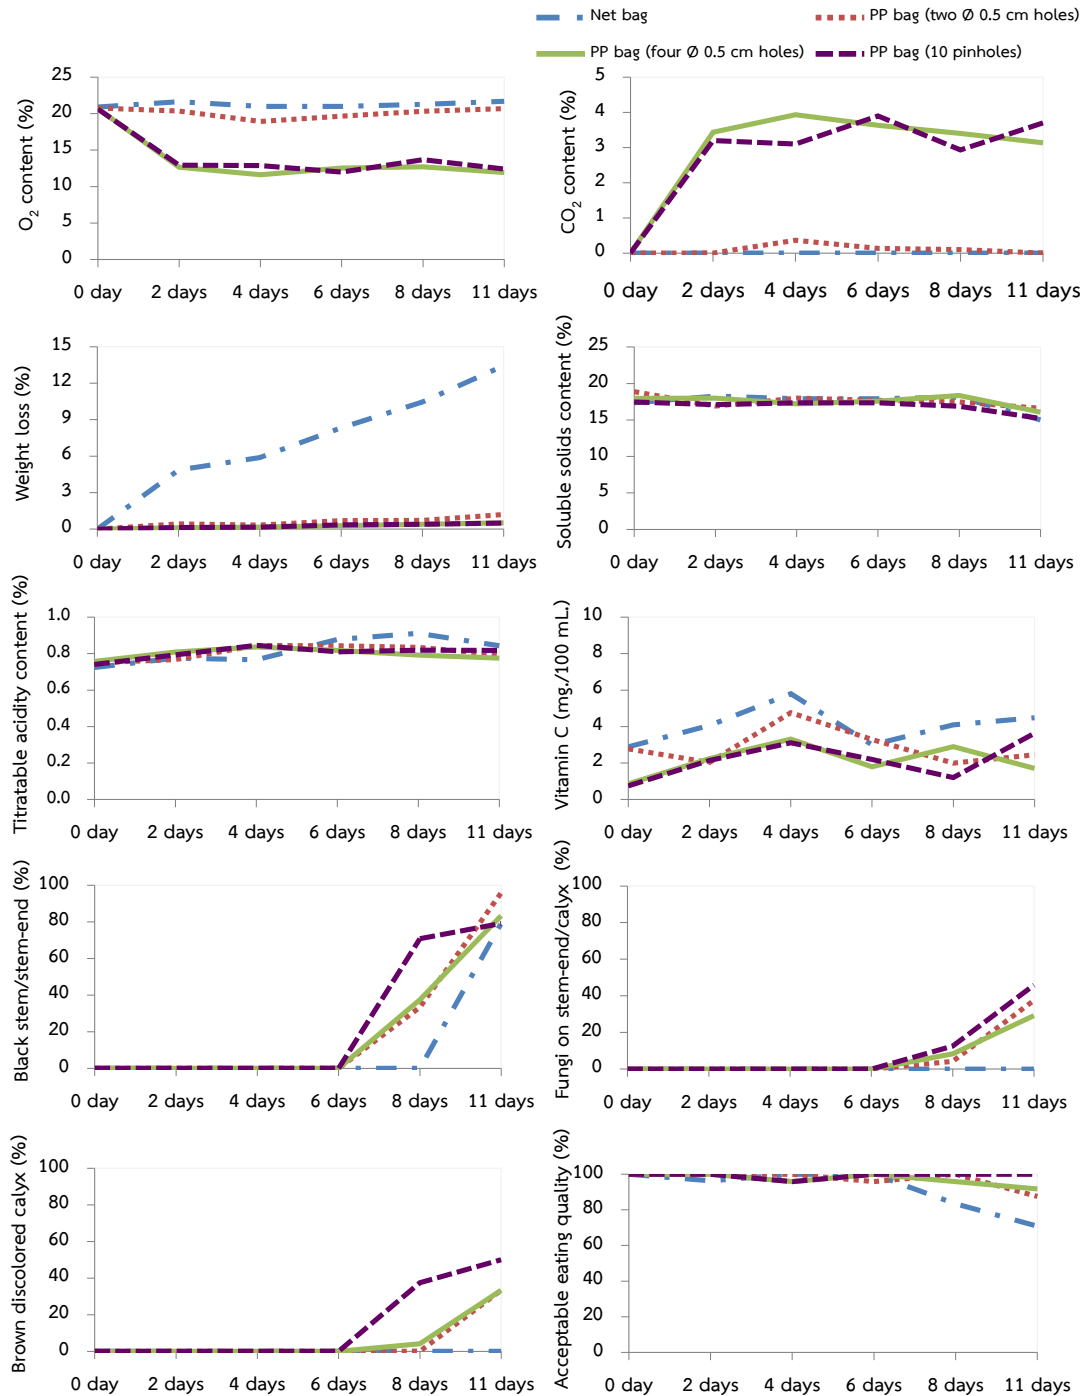 Net bag
PP bag (two Ø 0.5 cm holes)
PP bag (four Ø 0.5 cm holes)
PP bag (10 pinholes)
O2 content (%)
25
20
15
10
5
0
0 day 2 days 4 days 6 days 8 days 11 days
CO2 content (%)
5
4
3
2
1
0
0 day 2 days 4 days 6 days 8 days 11 days
Weight loss (%)
15
12
9
6
3
0
0 day 2 days 4 days 6 days 8 days 11 days
Soluble solids content (%)
25
20
15
10
5
0
0 day 2 days 4 days 6 days 8 days 11 days
Titratable acidity content (%)
1.0
0.8
0.6
0.4
0.2
0.0
0 day 2 days 4 days 6 days 8 days 11 days
Vitamin C (mg./100 mL.)
10
8
6
4
2
0
0 day 2 days 4 days 6 days 8 days 11 days
Black stem/stem-end (%)
100
80
60
40
20
0
0 day 2 days 4 days 6 days 8 days 11 days
Fungi on stem-end/calyx (%)
100
80
60
40
20
0
0 day 2 days 4 days 6 days 8 days 11 days
Brown discolored calyx (%)
100
80
60
40
20
0
0 day 2 days 4 days 6 days 8 days 11 days
Acceptable eating quality (%)
100
80
60
40
20
0
0 day 2 days 4 days 6 days 8 days 11 days